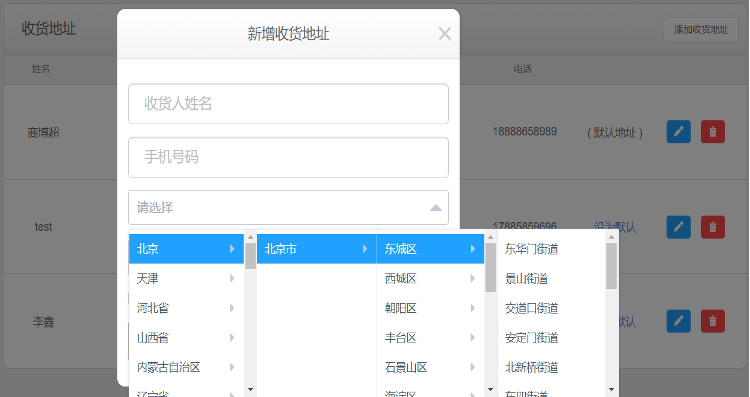 收货地址
新增收货地址
添加收货地址
姓名
电话
收货人姓名
商博超
18888658989
( 默认地址 )
手机号码
请选择
test
17885859696
设为默认
北京
北京市
东城区
东华门街道
天津
西城区
景山街道
河北省
朝阳区
交道口街道
李鑫
默认
山西省
丰台区
安定门街道
内蒙古自治区
石景山区
北新桥街道
辽宁省
海淀区
东四街道